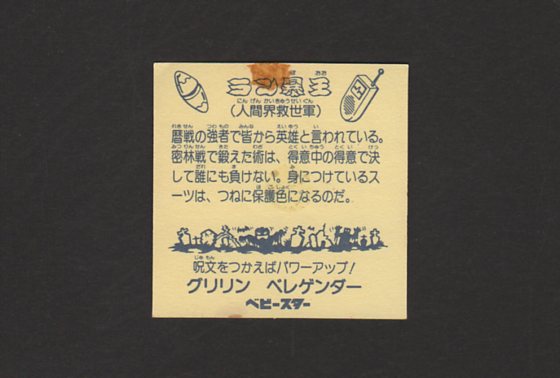 ランボ王
(人間界救世軍)
暦戦の強者で皆から英雄と言われている。
密林戦で鍛えた術は、得意中の得意で決
して誰にも負けない。身につけているス
ーツは、つねに保護色になるのだ。
呪文をつかえばパワーアップ!
グリリン ベレゲンダー
ベビースター